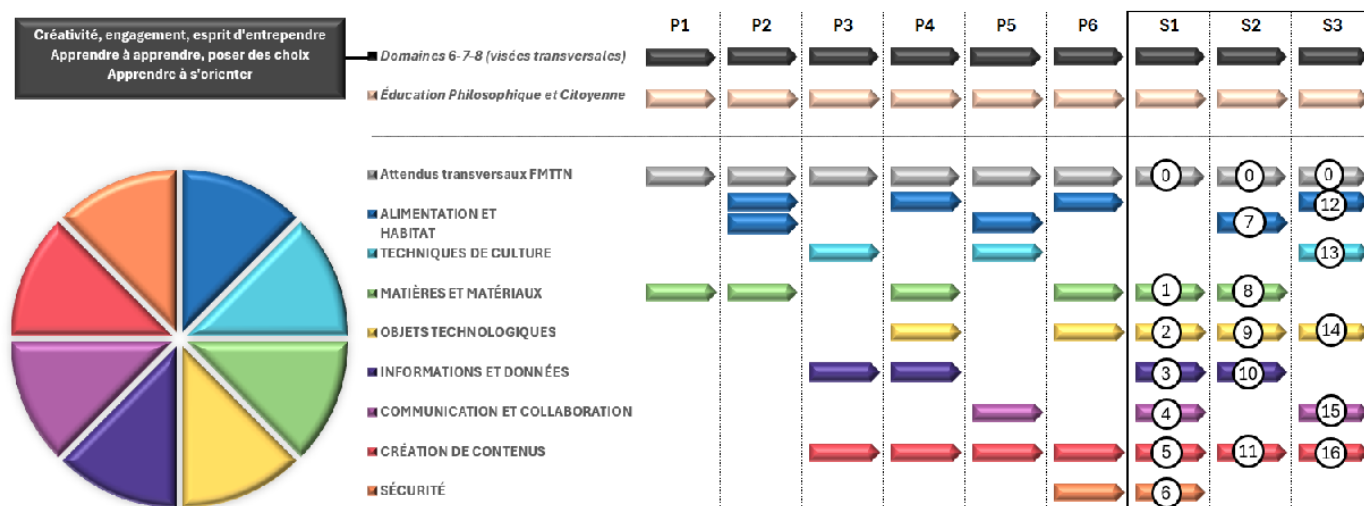 P1 P2 P3 P4 P5 P6 S1 S2 S3
Créativité, engagement, esprit d'entrependre
Apprendre à apprendre, poser des choix
Apprendre à s'orienter
Domaines 6-7-8 (visées transversales)
Éducation Philosophique et Citoyenne
Attendus transversaux FMTTN 0 0 0
12
ALIMENTATION ET
HABITAT 7
TECHNIQUES DE CULTURE 13
MATIÈRES ET MATÉRIAUX 1 8
OBJETS TECHNOLOGIQUES 2 9 14
INFORMATIONS ET DONNÉES 3 10
COMMUNICATION ET COLLABORATION 4 15
CRÉATION DE CONTENUS 5 11 16
SÉCURITÉ 6